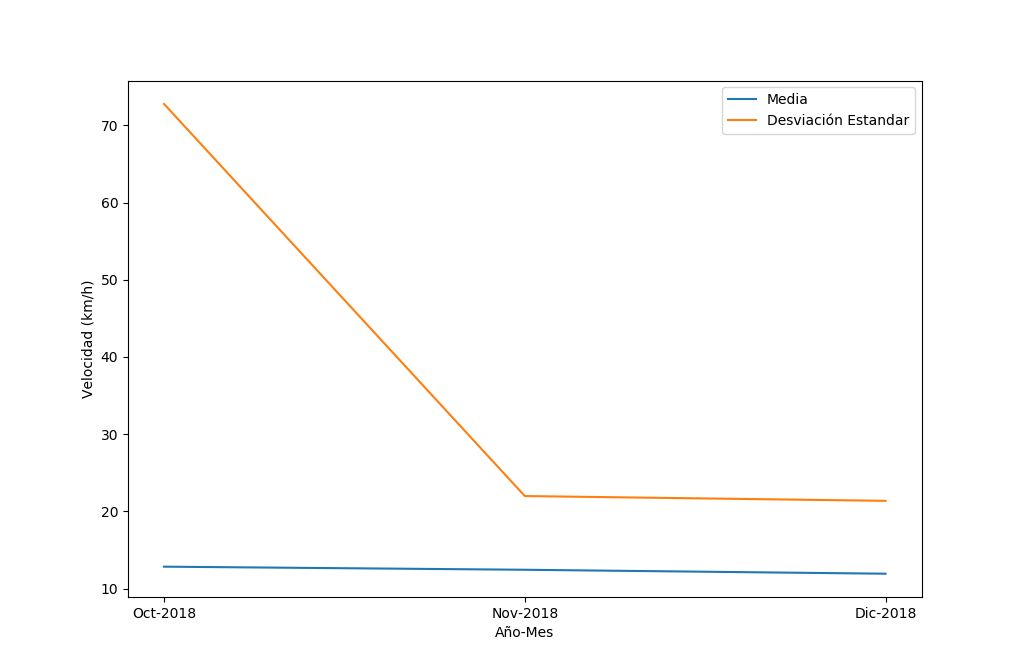 Media
Desviación Estandar
70
60
50
40
30
20
10
Velocidad (km/h)
Oct-2018
Nov-2018
Dic-2018
Año-Mes